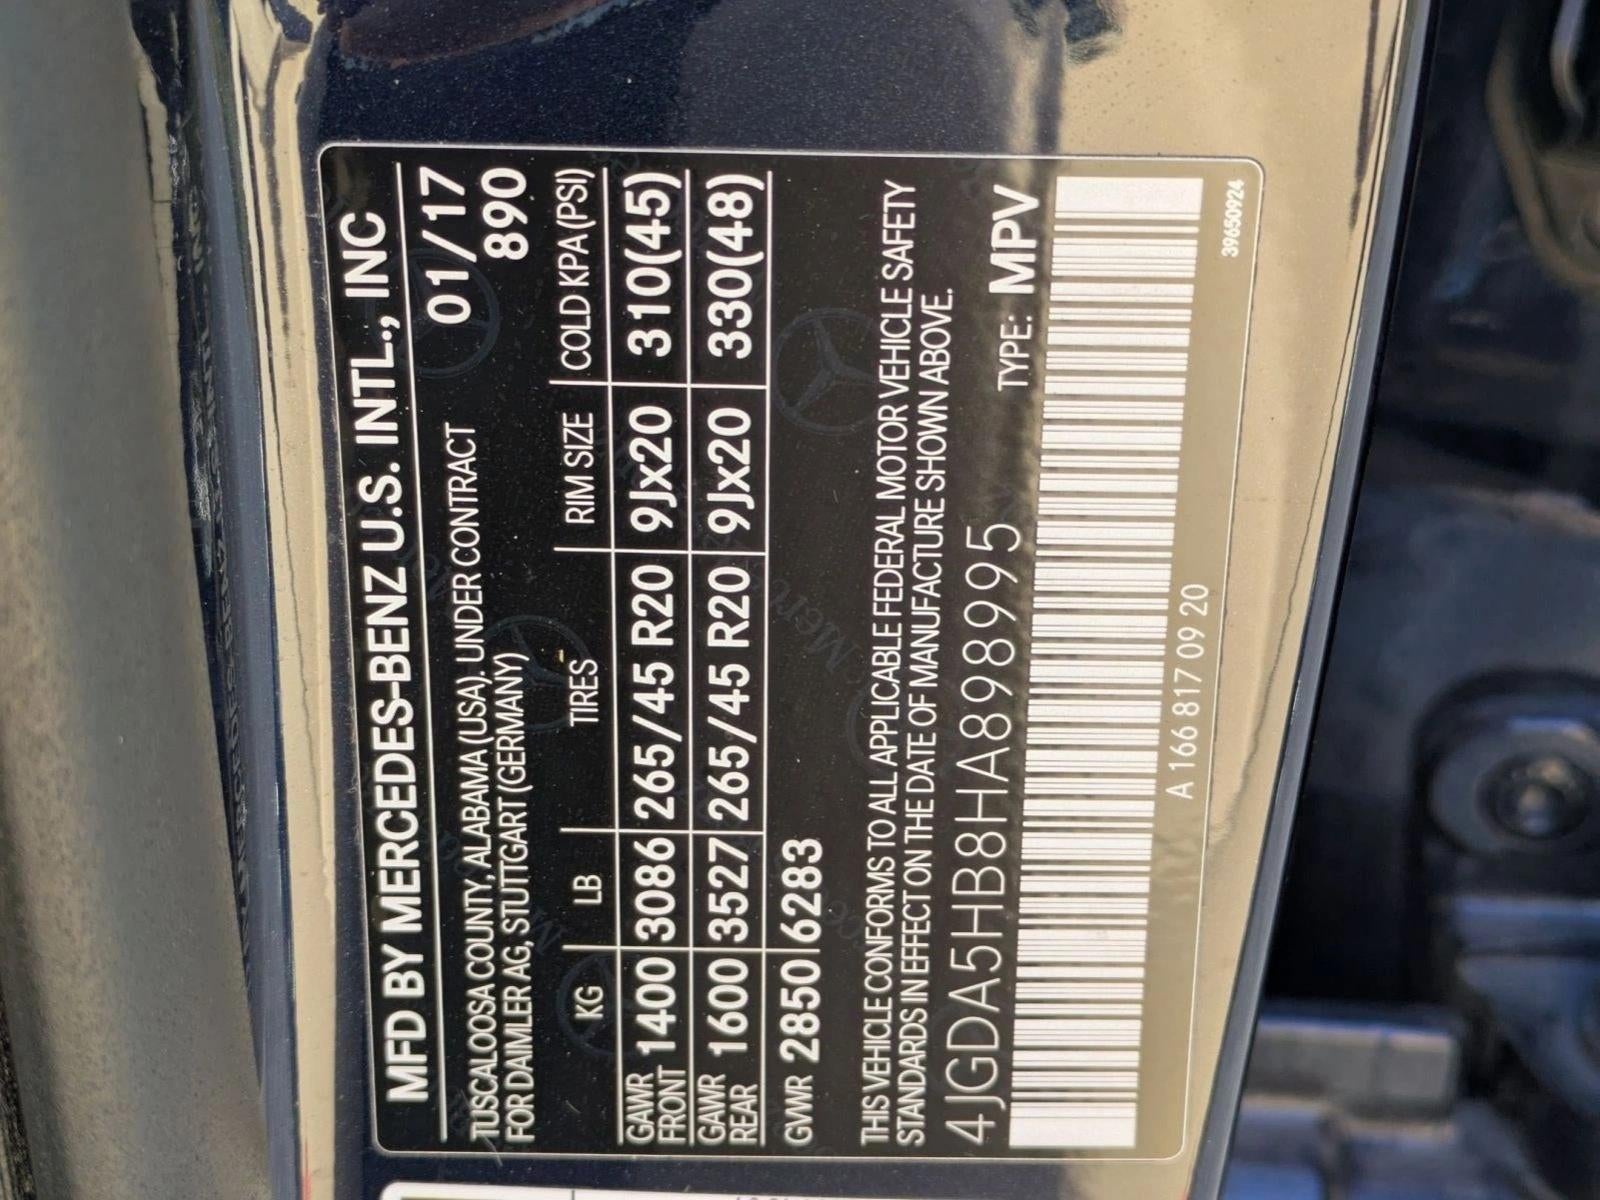 MFD BY MERCEDES-BENZ U.S. INTL., INC
TUSCALOOSA COUNTY, ALABAMA (USA), UNDER CONTRACT 01/17
FOR DAIMLER AG, STUTTGART (GERMANY) 890
KG LB TIRES RIM SIZE COLD KPA (PSI)
GAWR FRONT 1400 3086 265/45 R20 9Jx20 310(45)
GAWR REAR 1600 3527 265/45 R20 9Jx20 330(48)
GVWR 2850 6283
THIS VEHICLE CONFORMS TO ALL APPLICABLE FEDERAL MOTOR VEHICLE SAFETY
STANDARDS IN EFFECT ON THE DATE OF MANUFACTURE SHOWN ABOVE.
4JGDA5HB8HA898995 TYPE: MPV
A 166 817 09 20
39650924